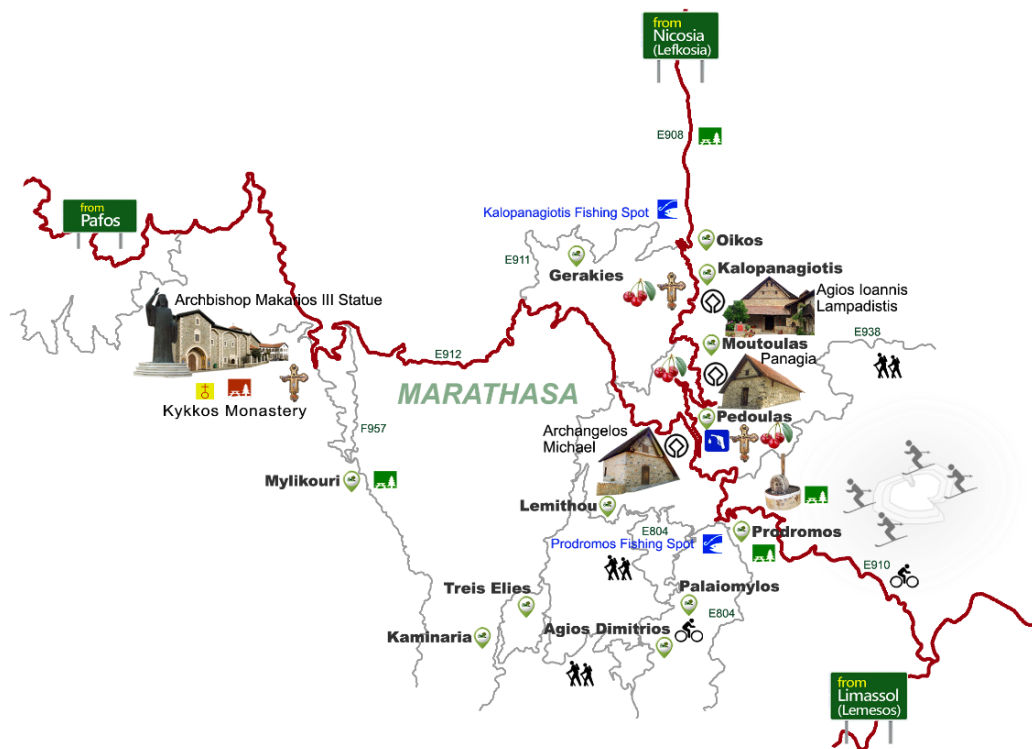 from
Nicosia
(Lefkosia)
E908
from
Pafos
Kalopanagiotis Fishing Spot
Oikos
E911
Gerakies
Kalopanagiotis
Archbishop Makarios III Statue
Agios Ioannis
Lampadistis
E938
Moutoulas
E912
Panagia
MARATHASA
Kykkos Monastery
Pedoulas
F957
Archangelos
Michael
Mylikouri
Lemithou
E804
Prodromos
Prodromos Fishing Spot
E910
Treis Elies
Palaiomylos
E804
Kaminaria
Agios Dimitrios
from
Limassol
(Lemesos)